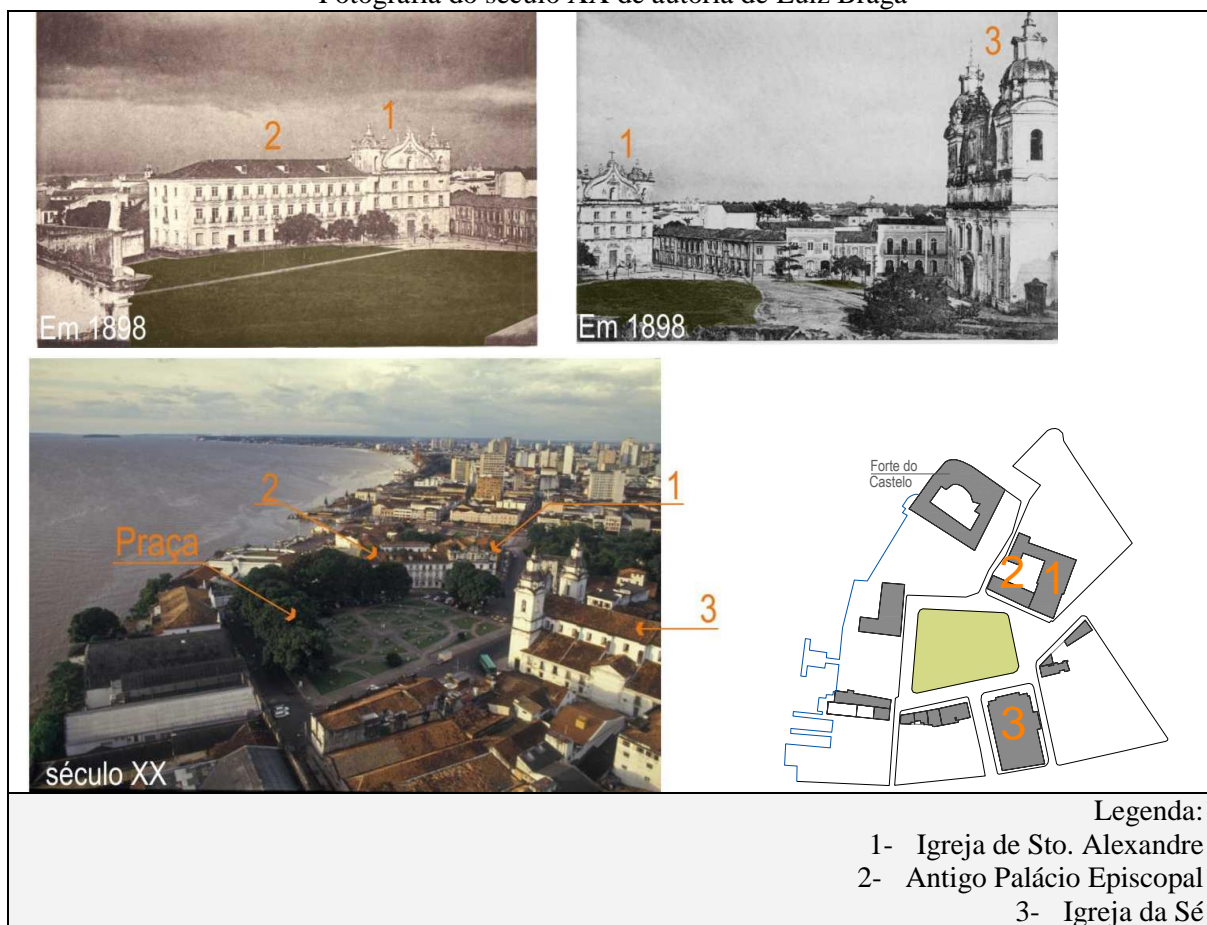 Fotografia do século XX de autoria de Luiz Braga
2
1
Em 1898
1
3
Em 1898
2
1
Praça
3
século XX
Forte do
Castelo
2
1
3
Legenda:
1- Igreja de Sto. Alexandre
2- Antigo Palácio Episcopal
3- Igreja da Sé